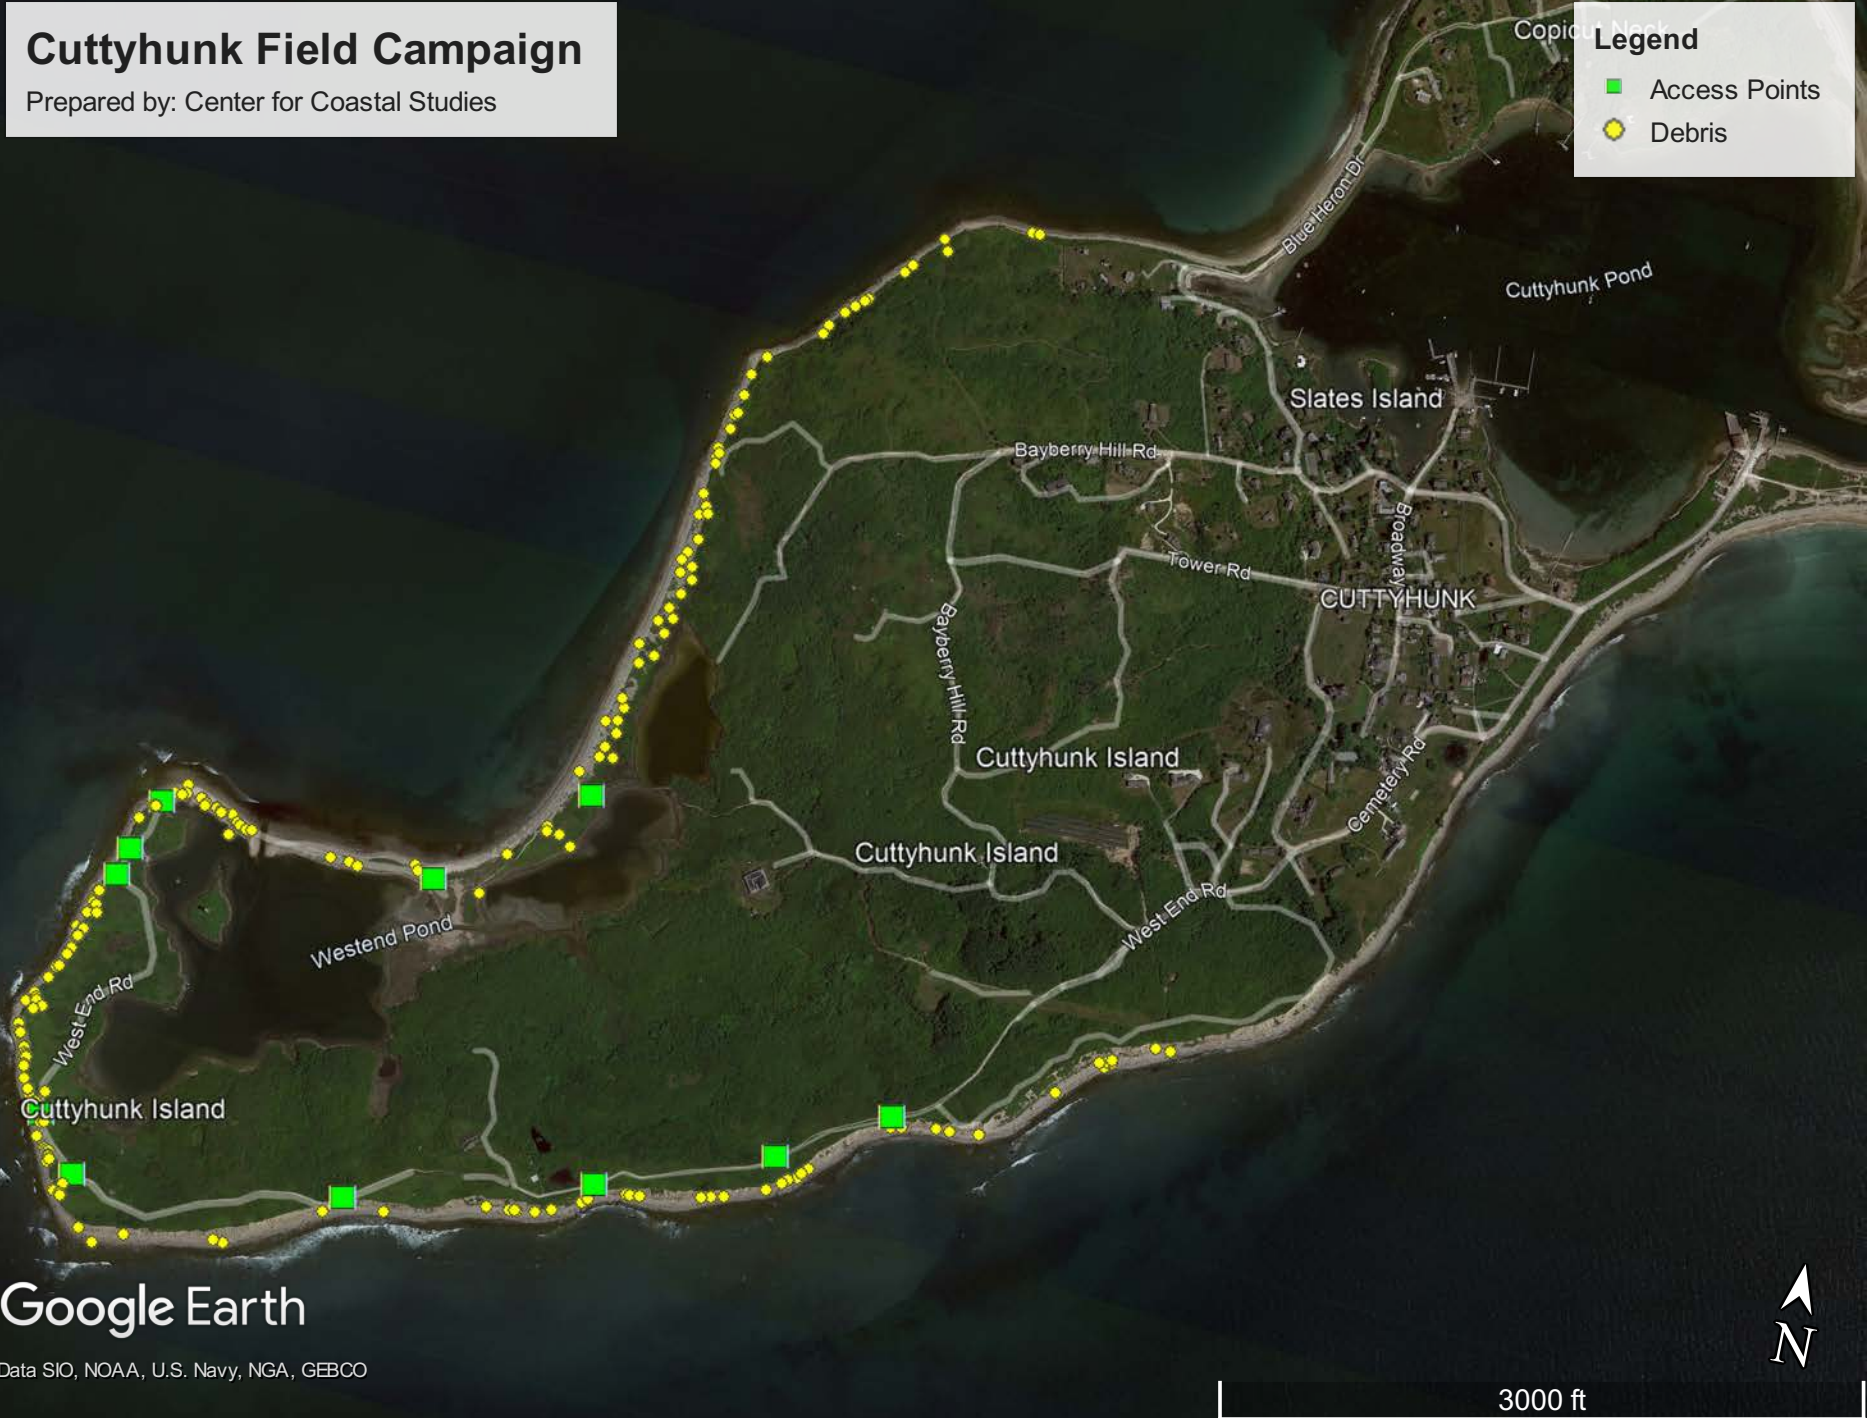 Cuttyhunk Field Campaign
Prepared by: Center for Coastal Studies
Copicut Neck
Legend
Access Points
Debris
Blue Heron Dr
Cuttyhunk Pond
Slates Island
Bayberry Hill Rd
Broadway
Tower Rd
CUTTYHUNK
Bayberry Hill Rd
Cuttyhunk Island
Cemetery Rd
Cuttyhunk Island
West End Rd
Westend Pond
West End Rd
Cuttyhunk Island
Google Earth
Data SIO, NOAA, U.S. Navy, NGA, GEBCO
N
3000 ft